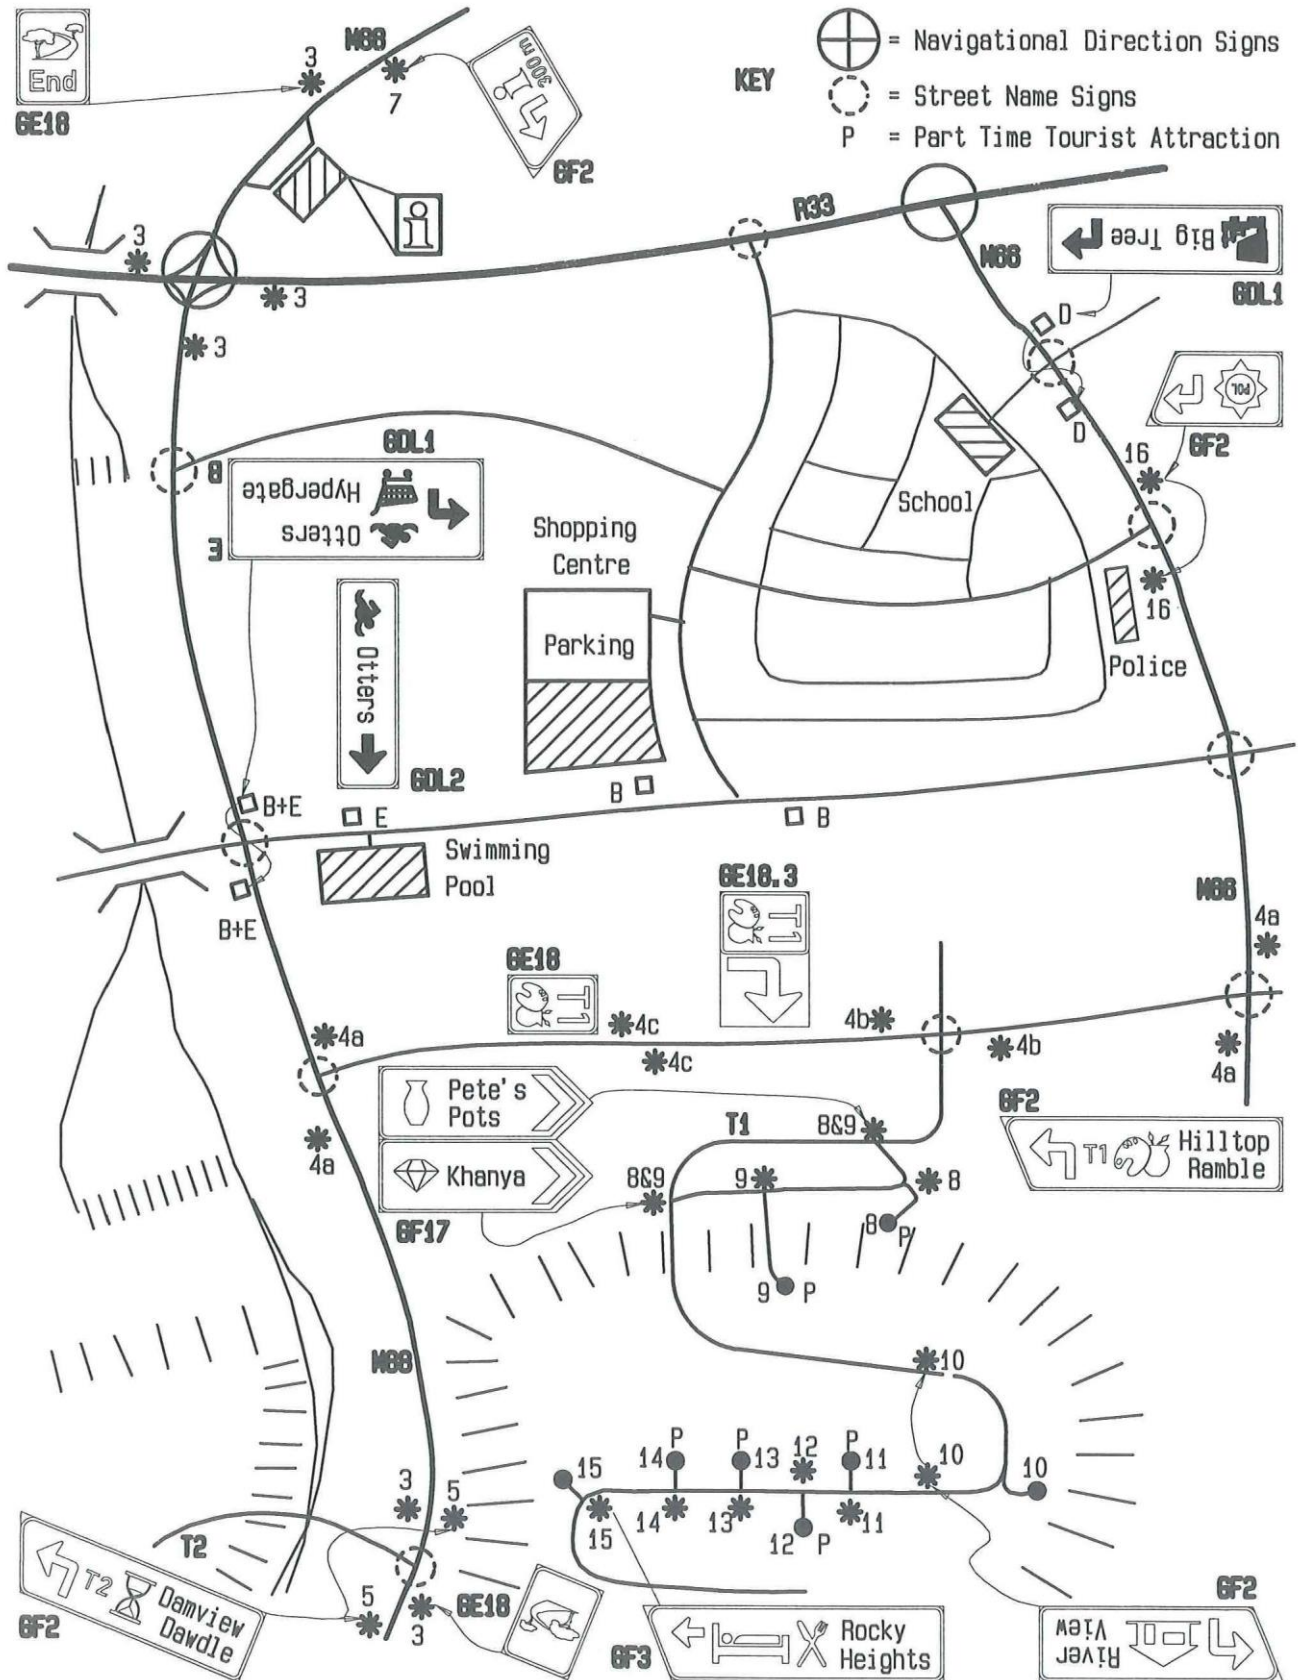 End
GE18
M88
3
7
300 m
GF2
KEY
= Navigational Direction Signs
= Street Name Signs
P = Part Time Tourist Attraction
R33
M66
Big Tree
GDL1
D
D
3
3
3
POL
GF2
16
16
Police
School
GDL1
B
E
Hypergate
Otters
Shopping
Centre
Parking
Otters
GDL2
B+E
B+E
E
B
B
Swimming
Pool
GE18.3
T1
GE18
T1
M66
4a
4a
4b
4b
4c
4c
4a
4a
Pete's
Pots
Khanya
GF17
T1
8&9
8&9
9
8
8
P
9
P
GF2
T1
Hilltop
Ramble
M88
10
10
10
P
14
P
13
12
P
11
15
15
14
13
12
P
11
3
5
T2
T2
Damview
Dawdle
GF2
5
3
GE18
GF3
Rocky
Heights
River
View
GF2